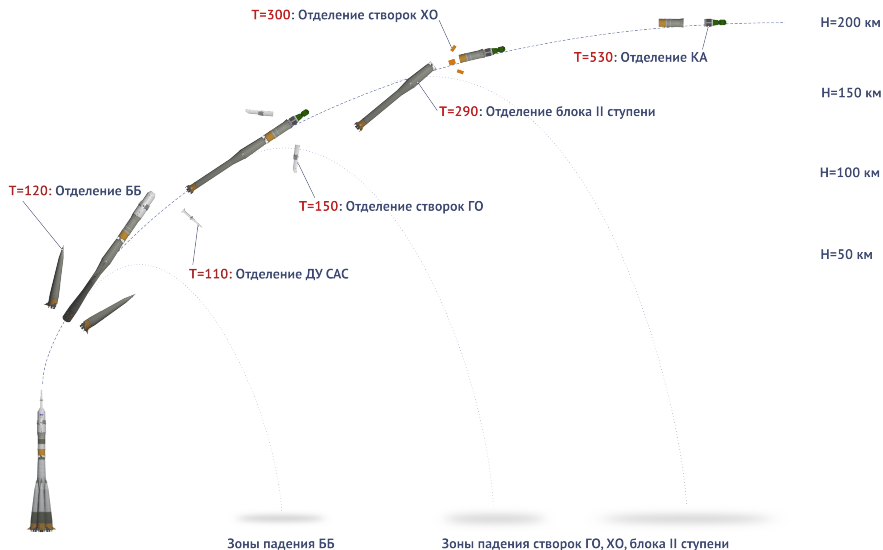 T=300: Отделение створок ХО
H=200 км
T=530: Отделение КА
H=150 км
T=290: Отделение блока II ступени
H=100 км
T=120: Отделение ББ
T=150: Отделение створок ГО
H=50 км
T=110: Отделение ДУ САС
Зоны падения ББ
Зоны падения створок ГО, ХО, блока II ступени